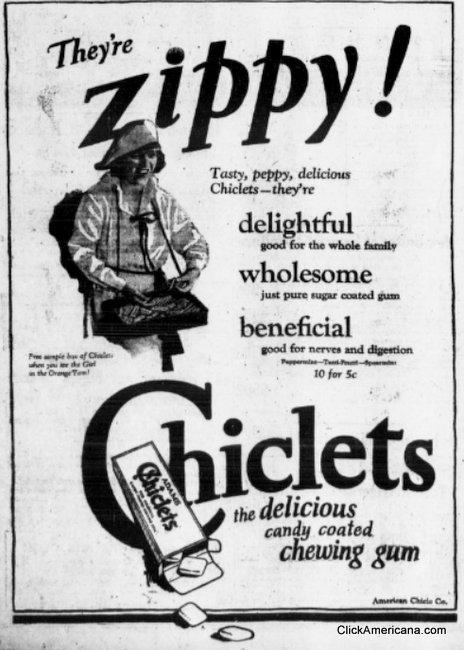 They're
zippy!
Tasty, peppy, delicious
Chiclets—they're
delightful
good for the whole family
wholesome
just pure sugar coated gum
beneficial
good for nerves and digestion
Peppermint—Tutti-Frutti—Spearmint
10 for 5c
Free sample box of Chiclets
when you see the Girl
in the Orange Tam!
Chiclets
ADAMS
Chiclets
the delicious
candy coated
chewing gum
American Chicle Co.
ClickAmericana.com